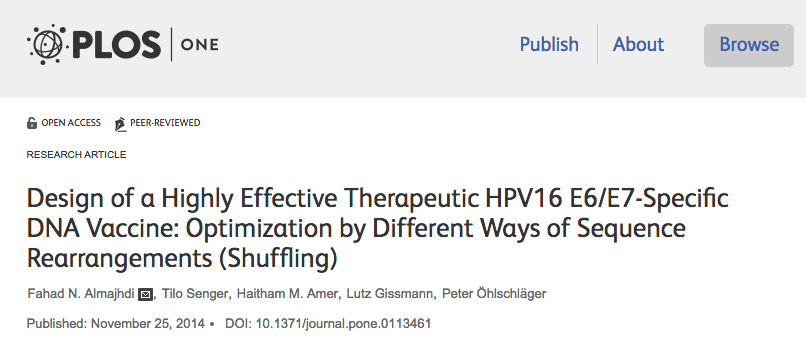 PLOS ONE Publish About Browse
OPEN ACCESS PEER-REVIEWED
RESEARCH ARTICLE
Design of a Highly Effective Therapeutic HPV16 E6/E7-Specific
DNA Vaccine: Optimization by Different Ways of Sequence
Rearrangements (Shuffling)
Fahad N. Almajhdi , Tilo Senger, Haitham M. Amer, Lutz Gissmann, Peter Öhlschläger
Published: November 25, 2014 • DOI: 10.1371/journal.pone.0113461